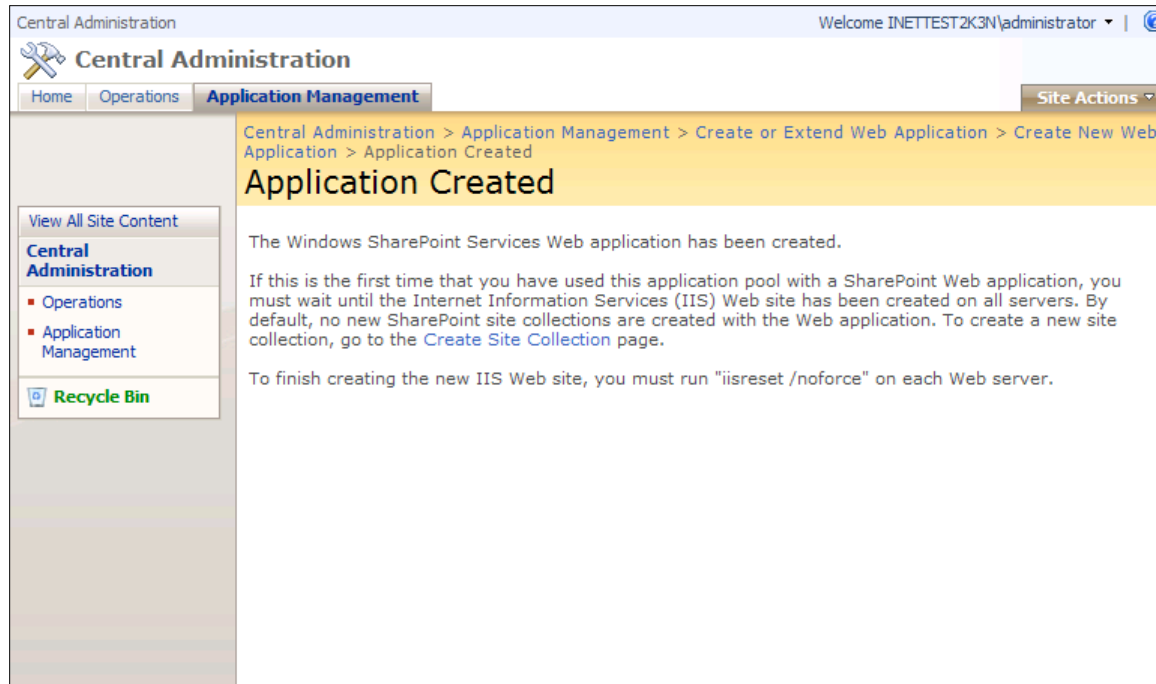 Central Administration
Welcome INETTEST2K3N\administrator
Central Administration
Home
Operations
Application Management
Site Actions
Central Administration > Application Management > Create or Extend Web Application > Create New Web
Application > Application Created
Application Created
View All Site Content
Central
Administration
Operations
Application
Management
Recycle Bin
The Windows SharePoint Services Web application has been created.
If this is the first time that you have used this application pool with a SharePoint Web application, you
must wait until the Internet Information Services (IIS) Web site has been created on all servers. By
default, no new SharePoint site collections are created with the Web application. To create a new site
collection, go to the Create Site Collection page.
To finish creating the new IIS Web site, you must run "iisreset /noforce" on each Web server.